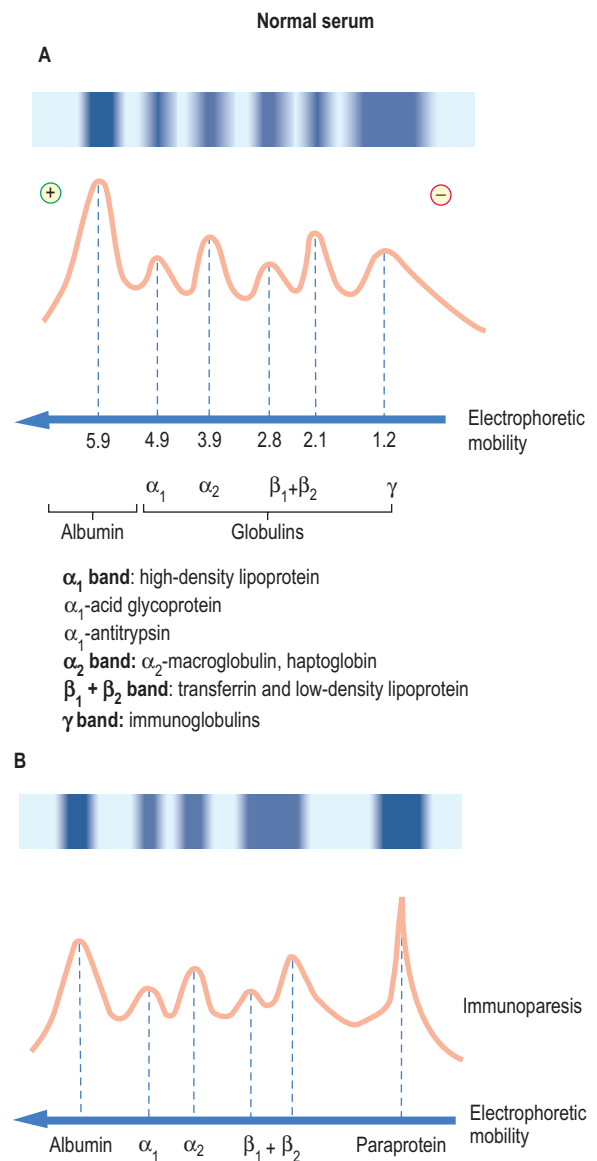 Normal serum
A
+
−
Electrophoretic
mobility
5.9 4.9 3.9 2.8 2.1 1.2
α1 α2 β1+β2 γ
Albumin Globulins
α1 band: high-density lipoprotein
α1-acid glycoprotein
α1-antitrypsin
α2 band: α2-macroglobulin, haptoglobin
β1 + β2 band: transferrin and low-density lipoprotein
γ band: immunoglobulins
B
Immunoparesis
Electrophoretic
mobility
Albumin α1 α2 β1 + β2 Paraprotein